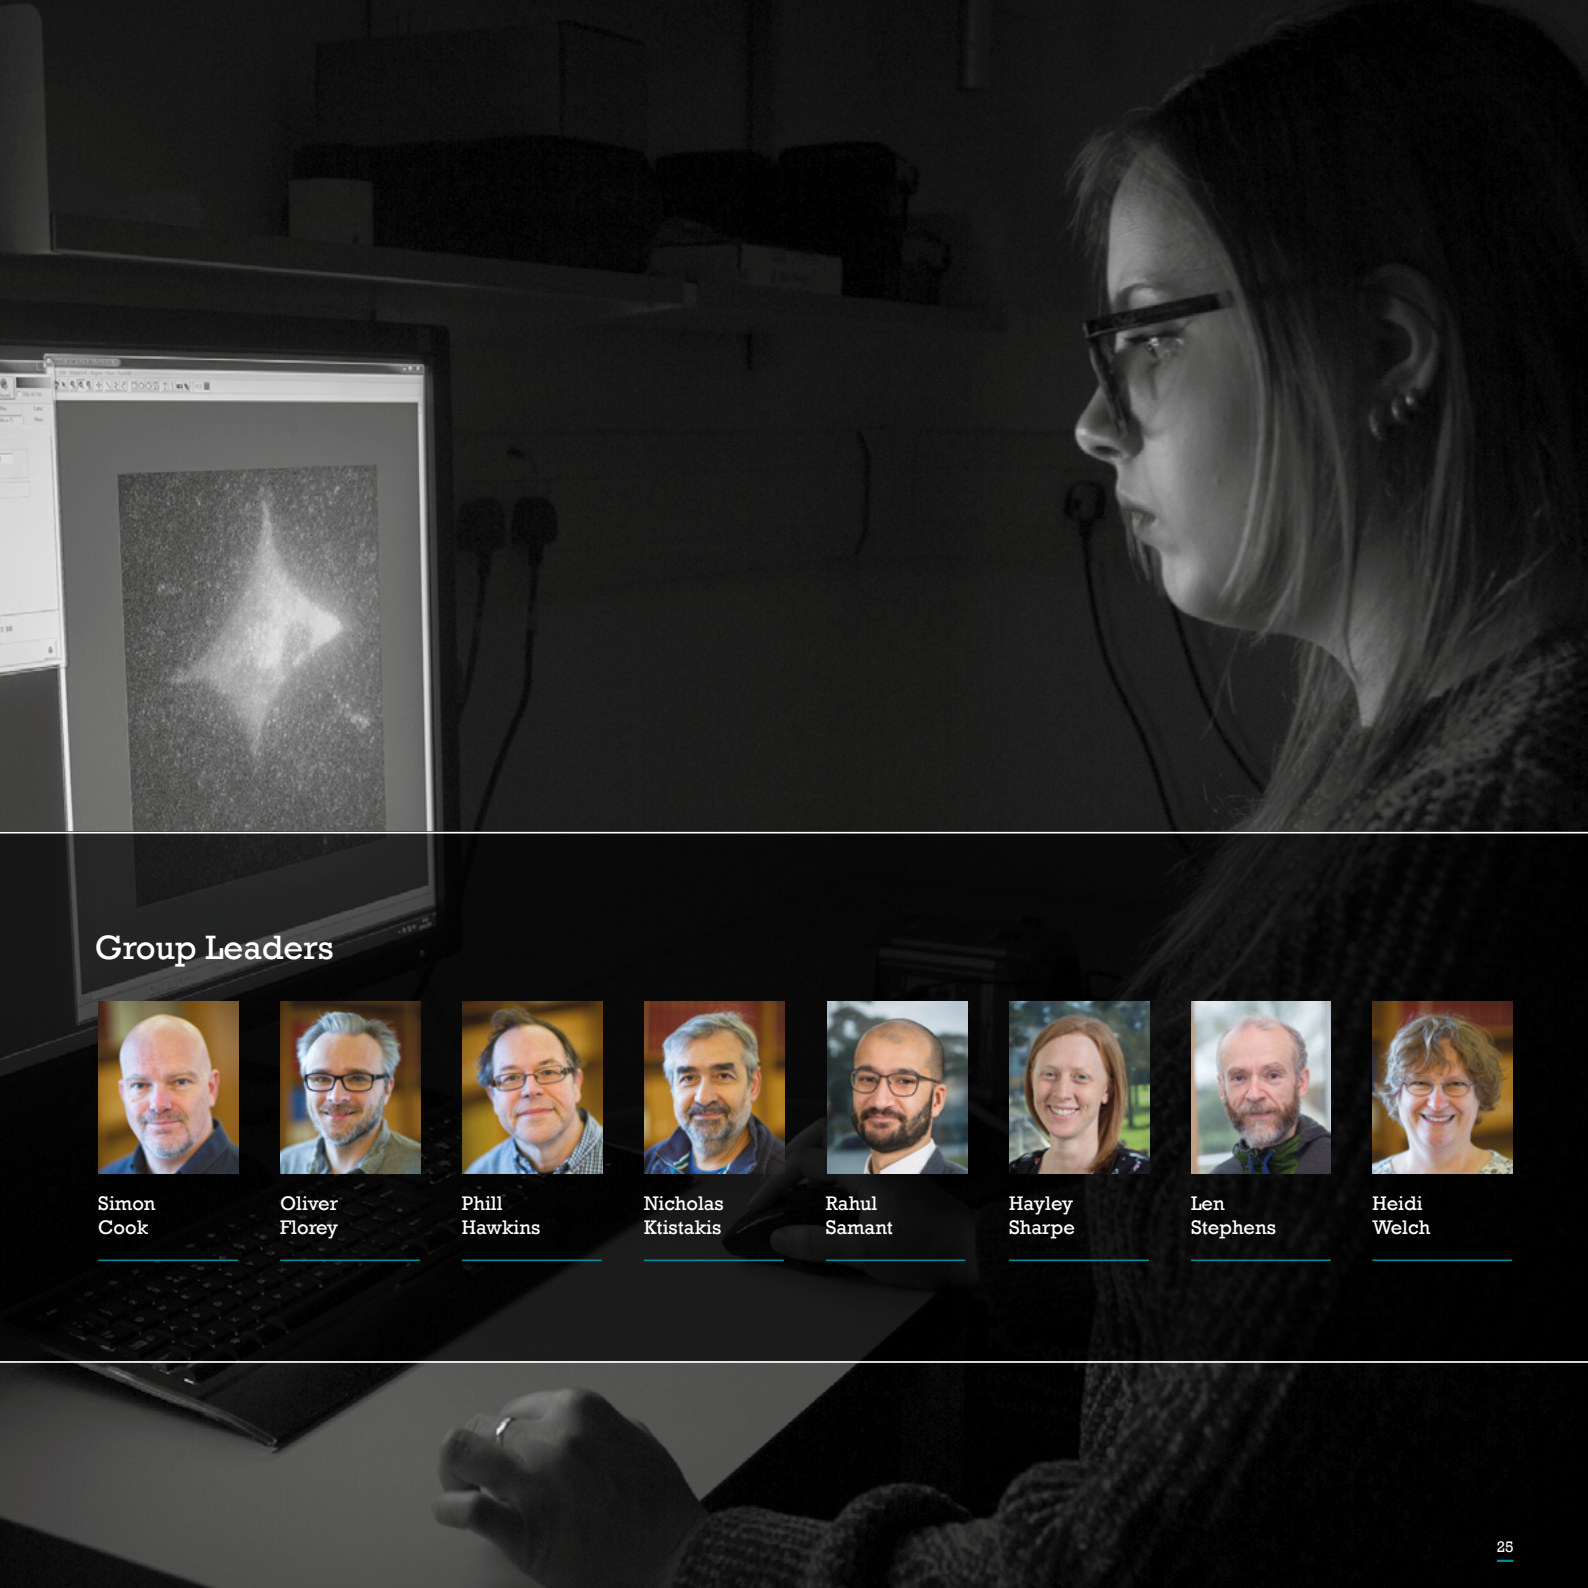 Group Leaders
Simon
Cook
Oliver
Florey
Phill
Hawkins
Nicholas
Ktistakis
Rahul
Samant
Hayley
Sharpe
Len
Stephens
Heidi
Welch
25